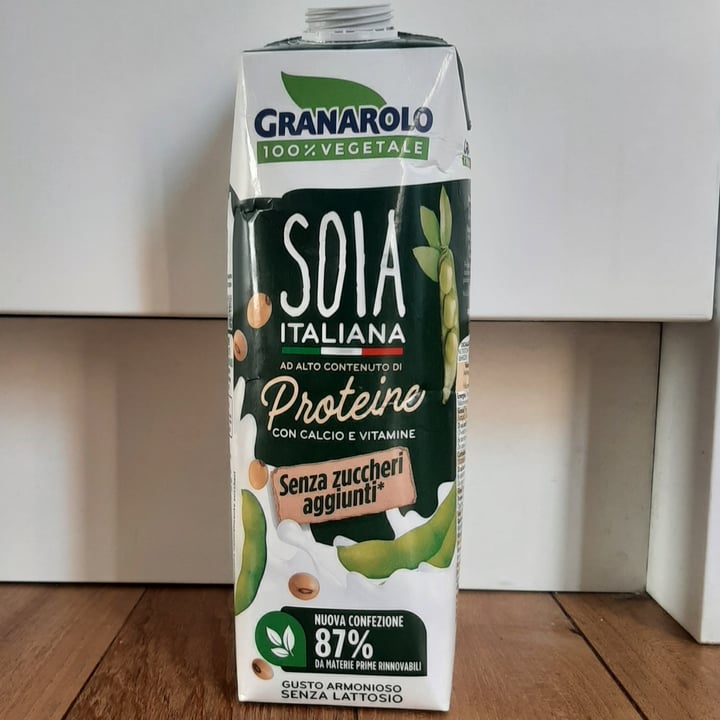 GRANAROLO
100% VEGETALE
SOIA
ITALIANA
AD ALTO CONTENUTO DI
Proteine
CON CALCIO E VITAMINE
Senza zuccheri
aggiunti*
NUOVA CONFEZIONE
87%
DA MATERIE PRIME RINNOVABILI
GUSTO ARMONIOSO
SENZA LATTOSIO